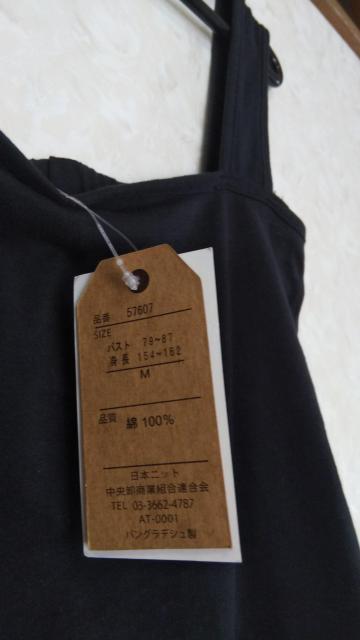 品番 57607
SIZE
バスト 79~87
身長 154~162
M
品質 綿 100%
日本ニット
中央卸商業組合連合会
TEL 03-3662-4787
AT-0001
バングラデシュ製